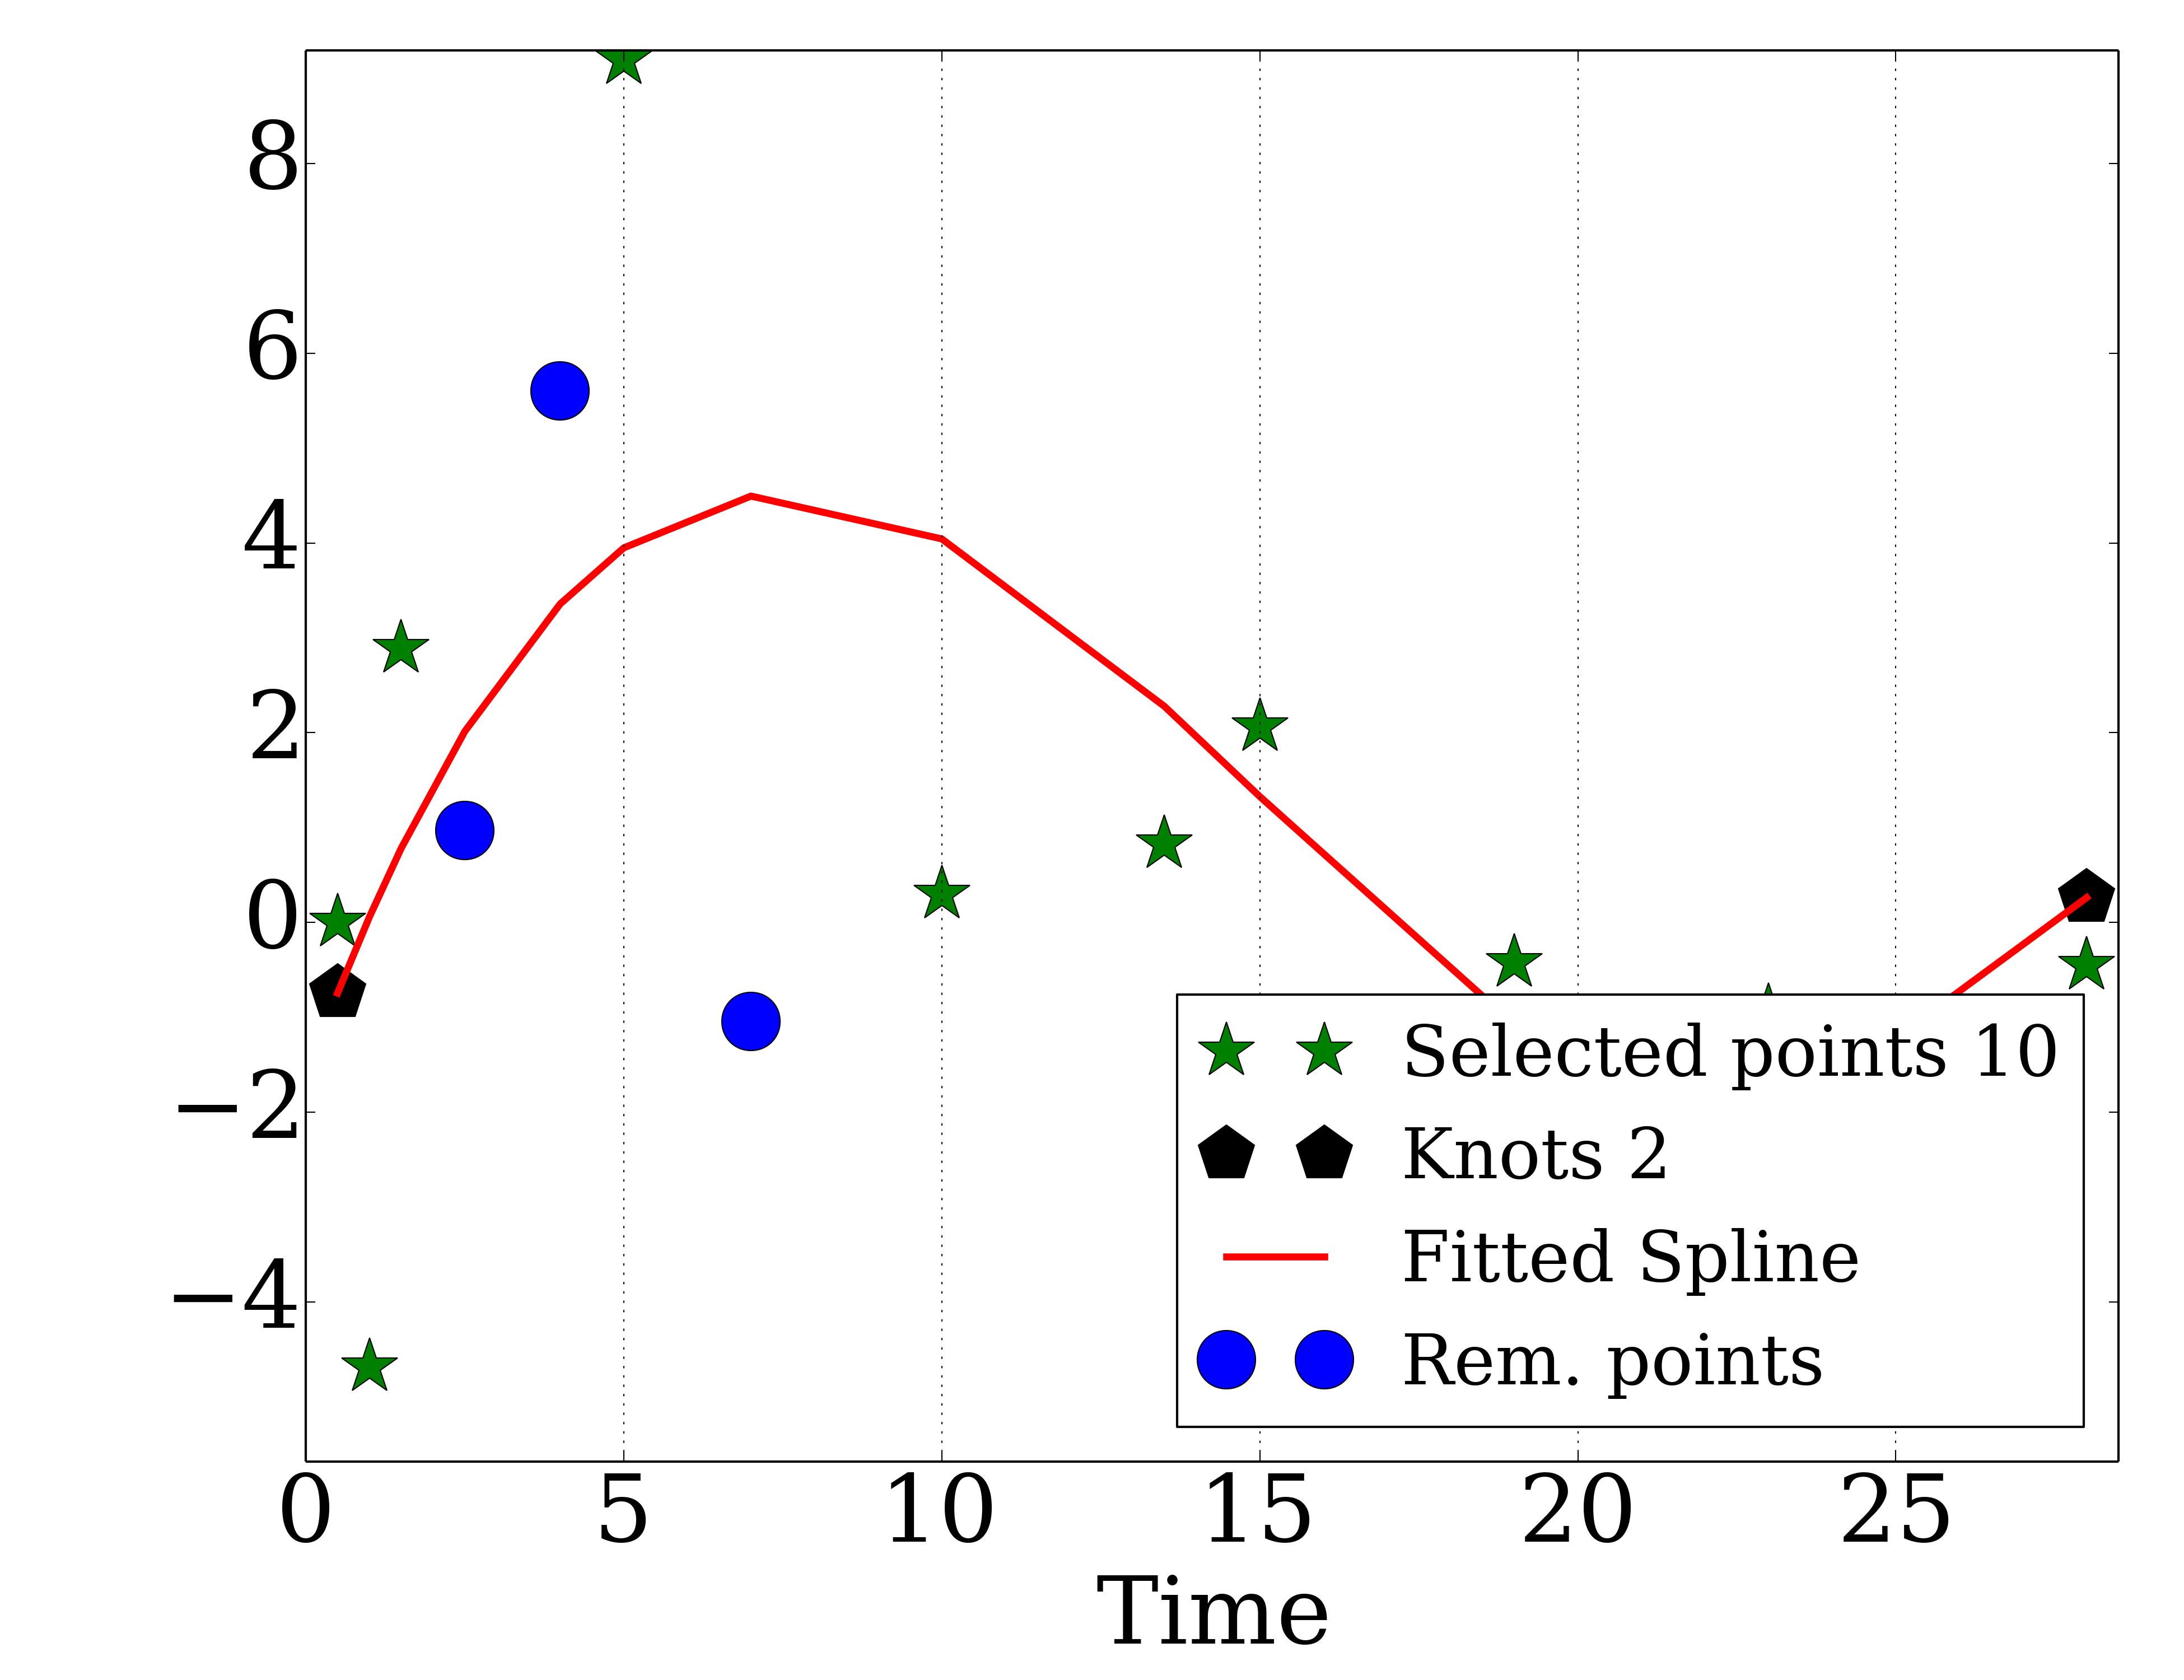 8
6
4
2
0
−2
−4
0 5 10 15 20 25
Time
Selected points 10
Knots 2
Fitted Spline
Rem. points